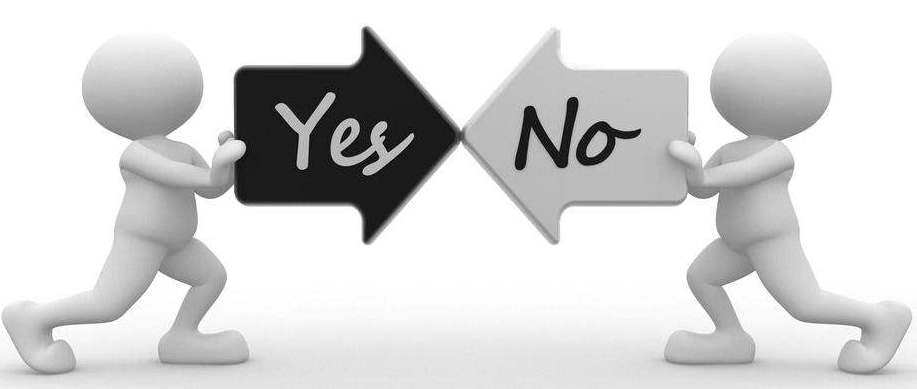 Yes No